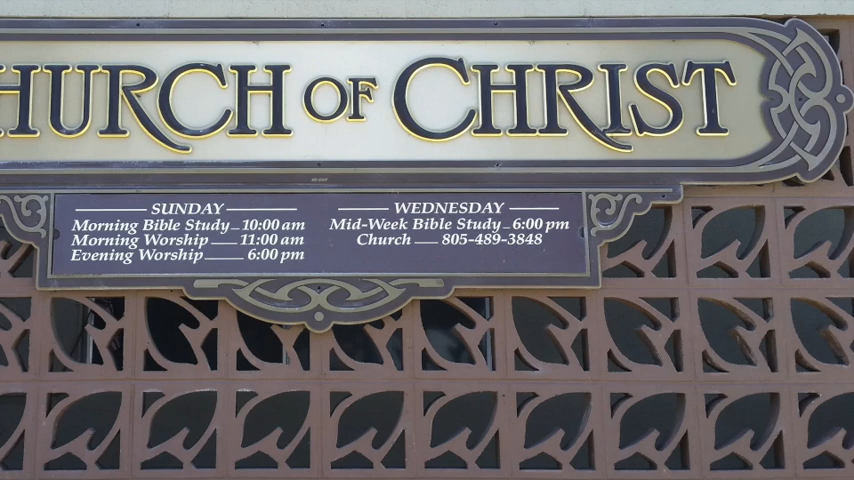 HURCH OF CHRIST
SUNDAY
Morning Bible Study 10:00 am
Morning Worship 11:00 am
Evening Worship 6:00 pm
WEDNESDAY
Mid-Week Bible Study 6:00 pm
Church 805-489-3848